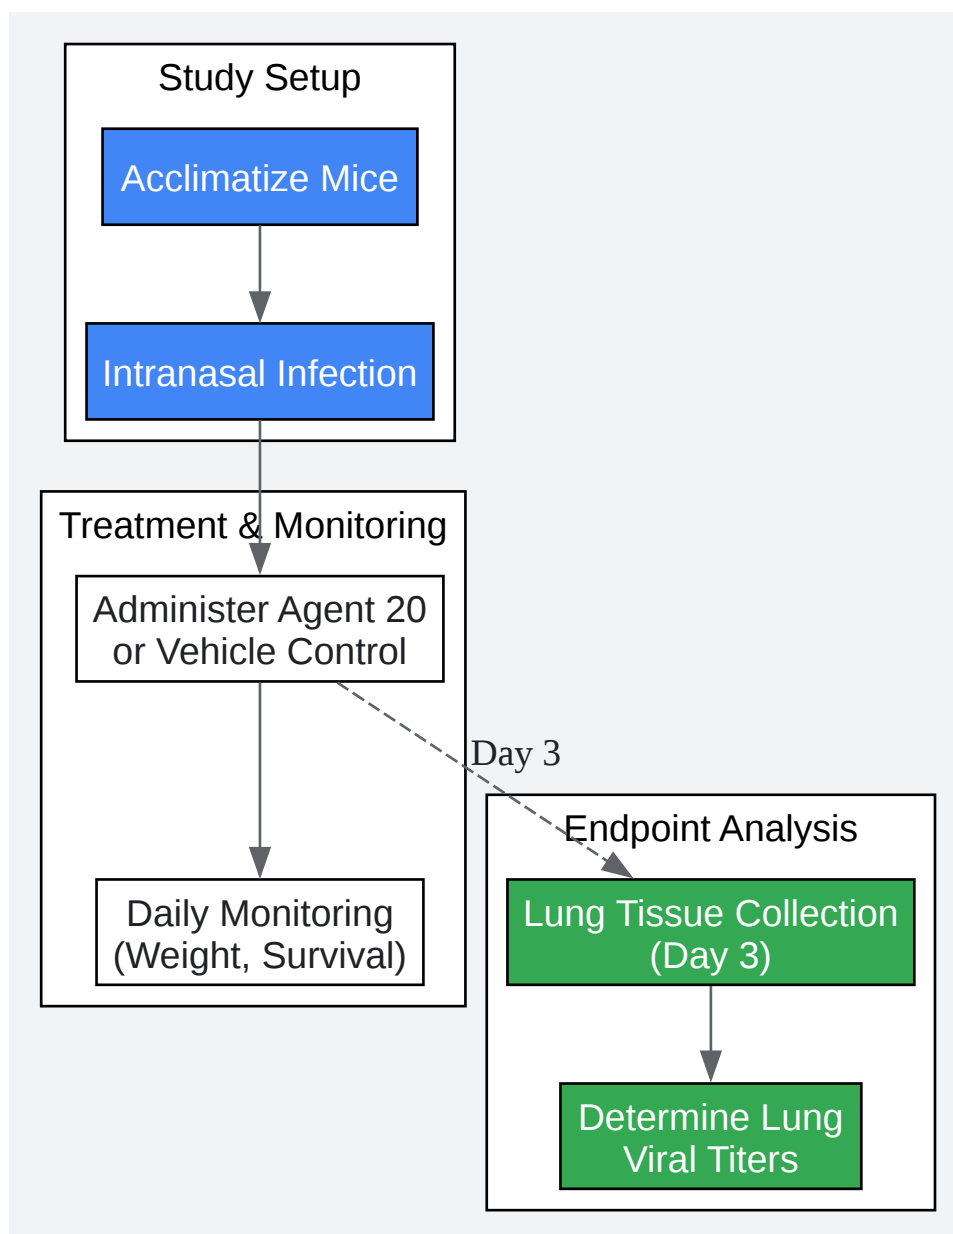 Study Setup
Acclimatize Mice
Intranasal Infection
Treatment & Monitoring
Administer Agent 20
or Vehicle Control
Day 3
Daily Monitoring
(Weight, Survival)
Endpoint Analysis
Lung Tissue Collection
(Day 3)
Determine Lung
Viral Titers